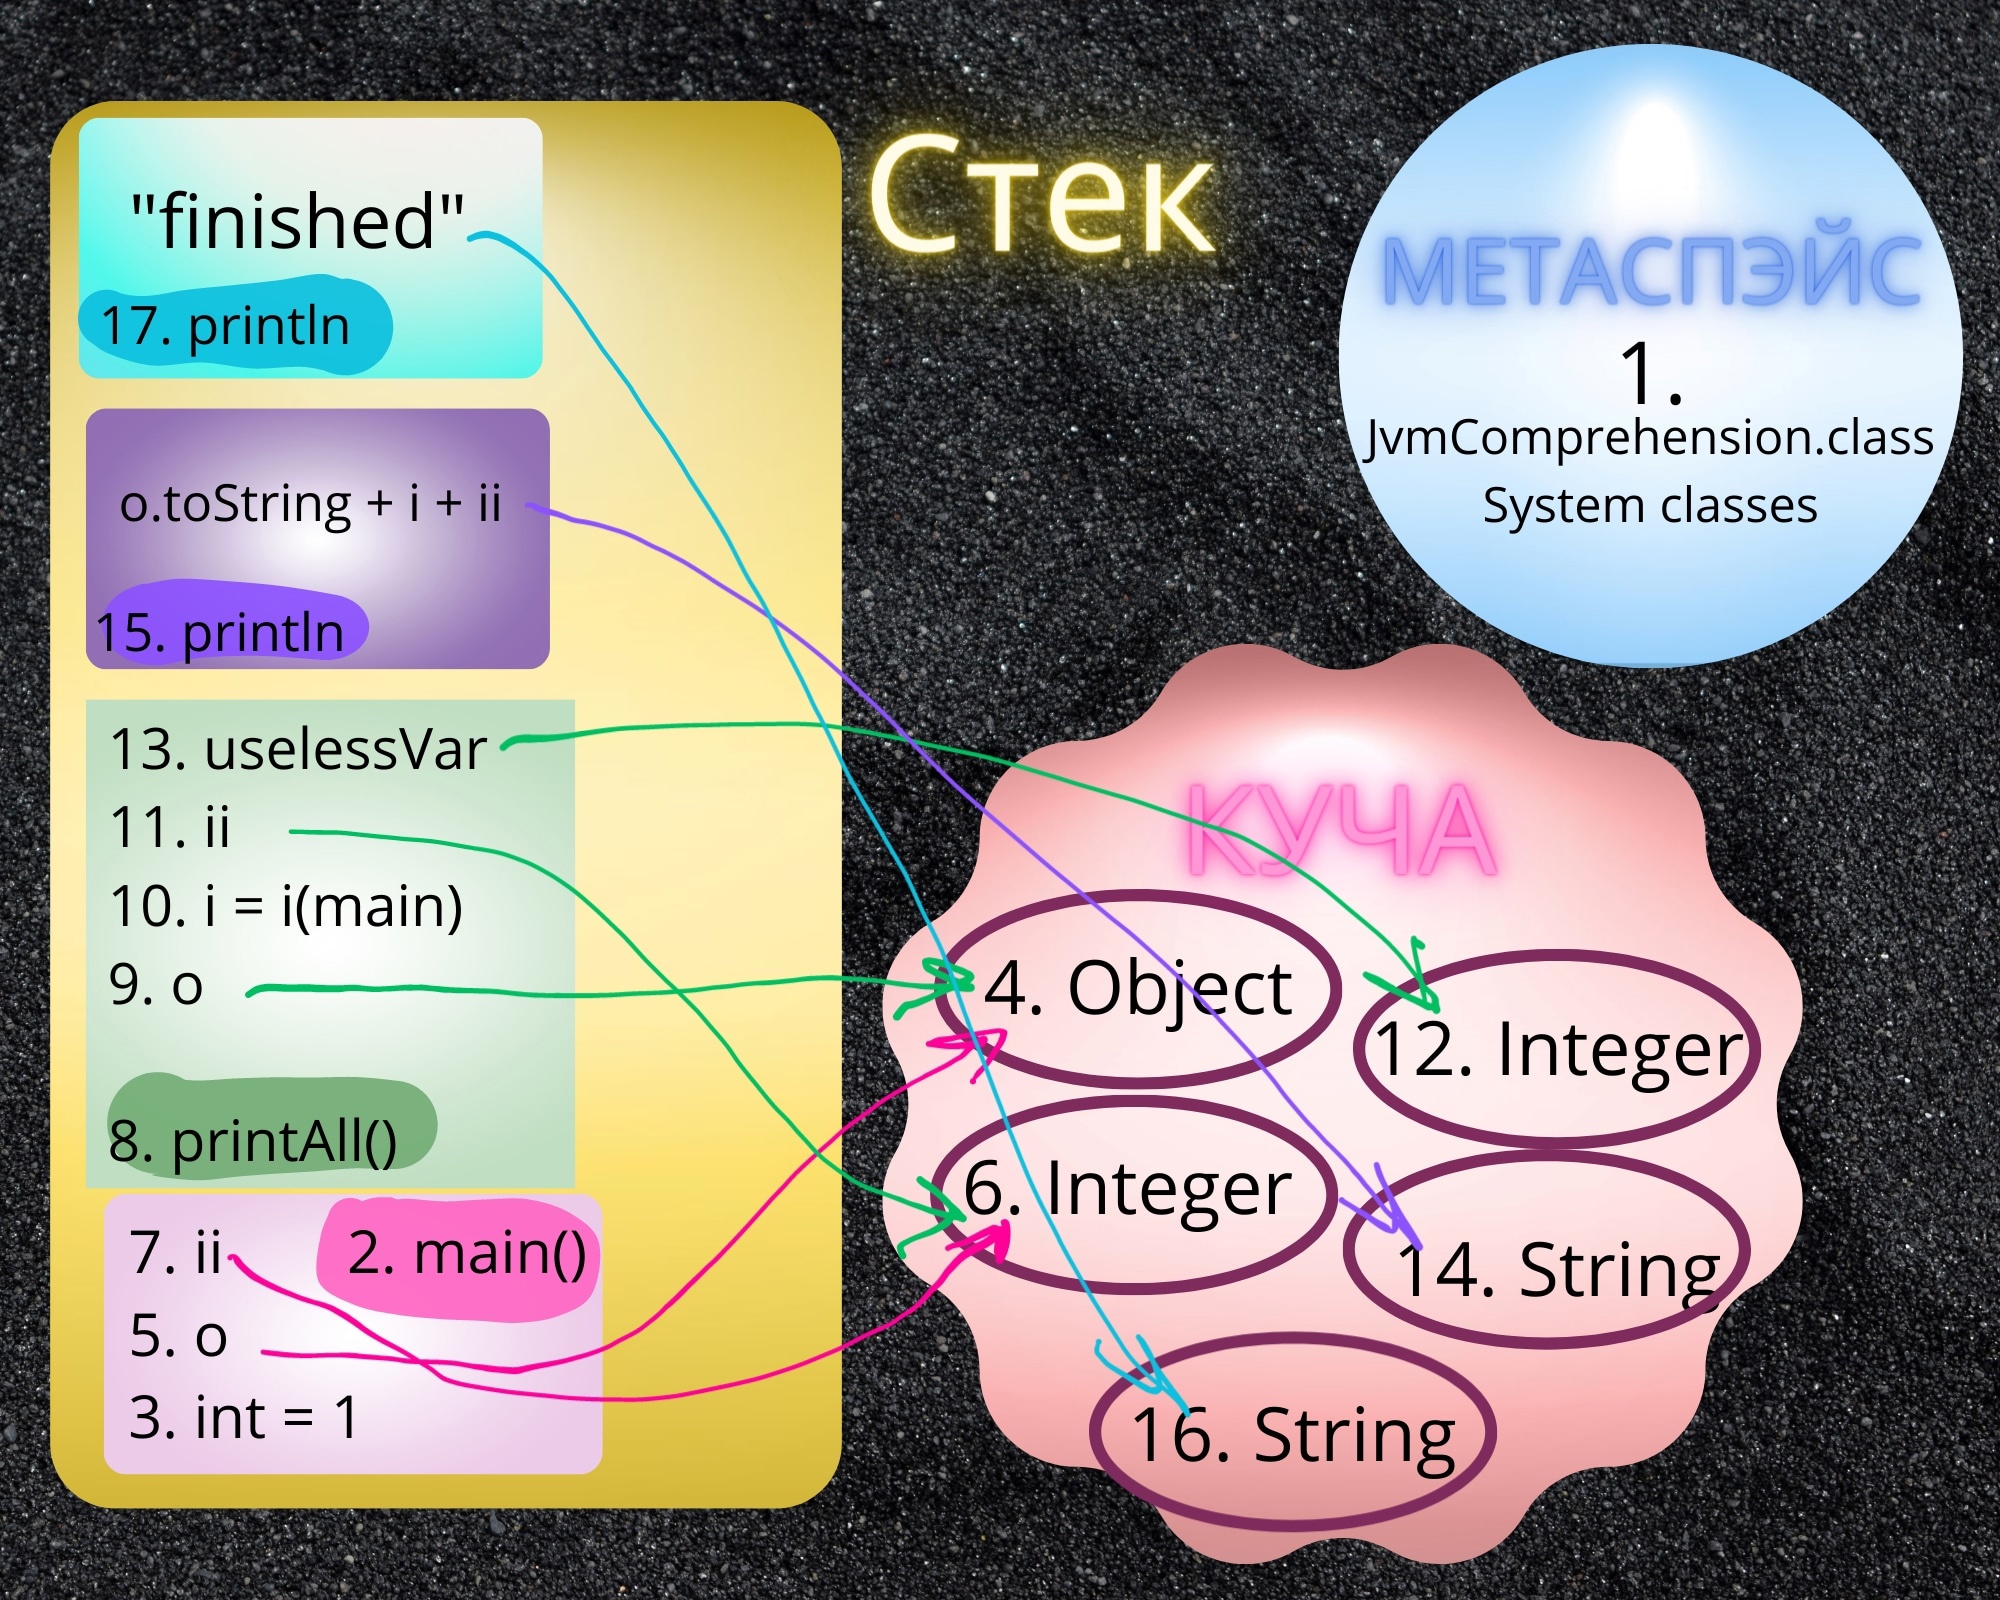 Стек
"finished"
17. println
o.toString + i + ii
15. println
13. uselessVar
11. ii
10. i = i(main)
9. o
8. printAll()
7. ii
2. main()
5. o
3. int = 1
МЕТАСПЭЙС
1.
JvmComprehension.class
System classes
КУЧА
4. Object
12. Integer
6. Integer
14. String
16. String